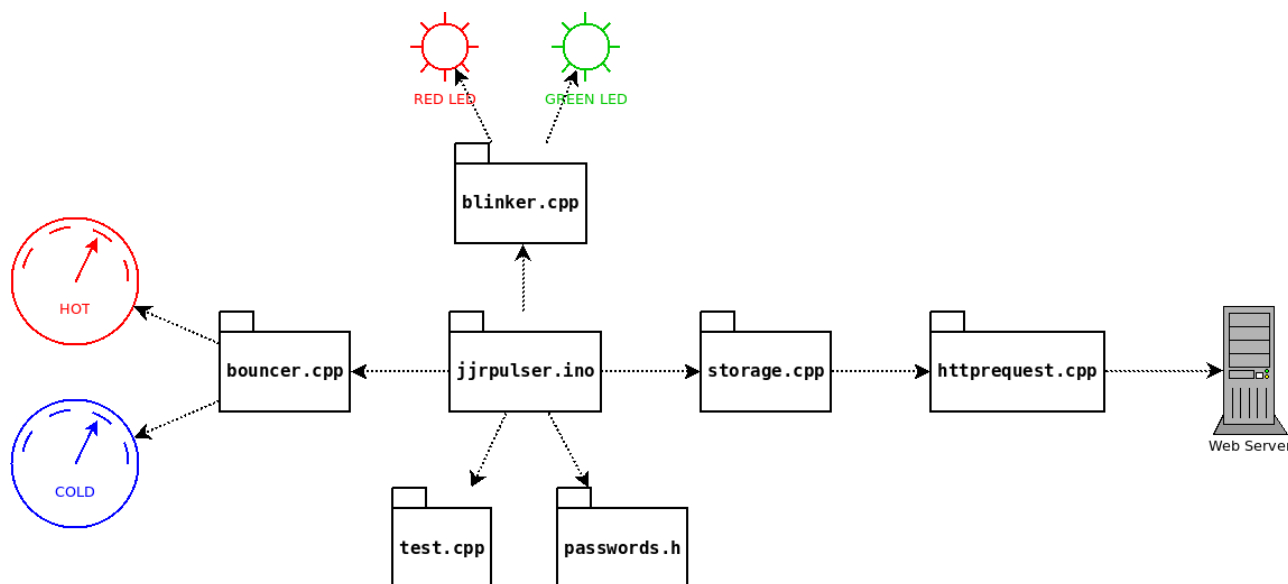 RED LED
GREEN LED
blinker.cpp
HOT
bouncer.cpp
jjrpulser.ino
storage.cpp
httprequest.cpp
Web Server
COLD
test.cpp
passwords.h